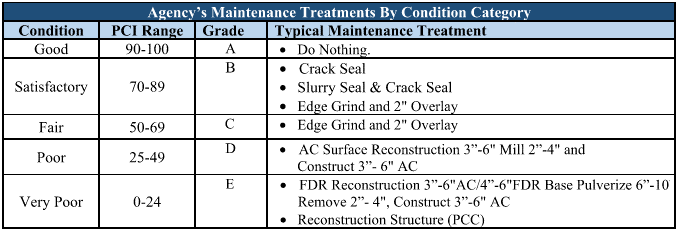 Agency's Maintenance Treatments By Condition Category
Condition PCI Range Grade Typical Maintenance Treatment
Good 90-100 A • Do Nothing.
Satisfactory 70-89 B • Crack Seal
• Slurry Seal & Crack Seal
• Edge Grind and 2" Overlay
Fair 50-69 C • Edge Grind and 2" Overlay
Poor 25-49 D • AC Surface Reconstruction 3”-6" Mill 2”-4" and
Construct 3”- 6" AC
Very Poor 0-24 E • FDR Reconstruction 3”-6"AC/4”-6"FDR Base Pulverize 6”-10
Remove 2”- 4", Construct 3”-6" AC
• Reconstruction Structure (PCC)